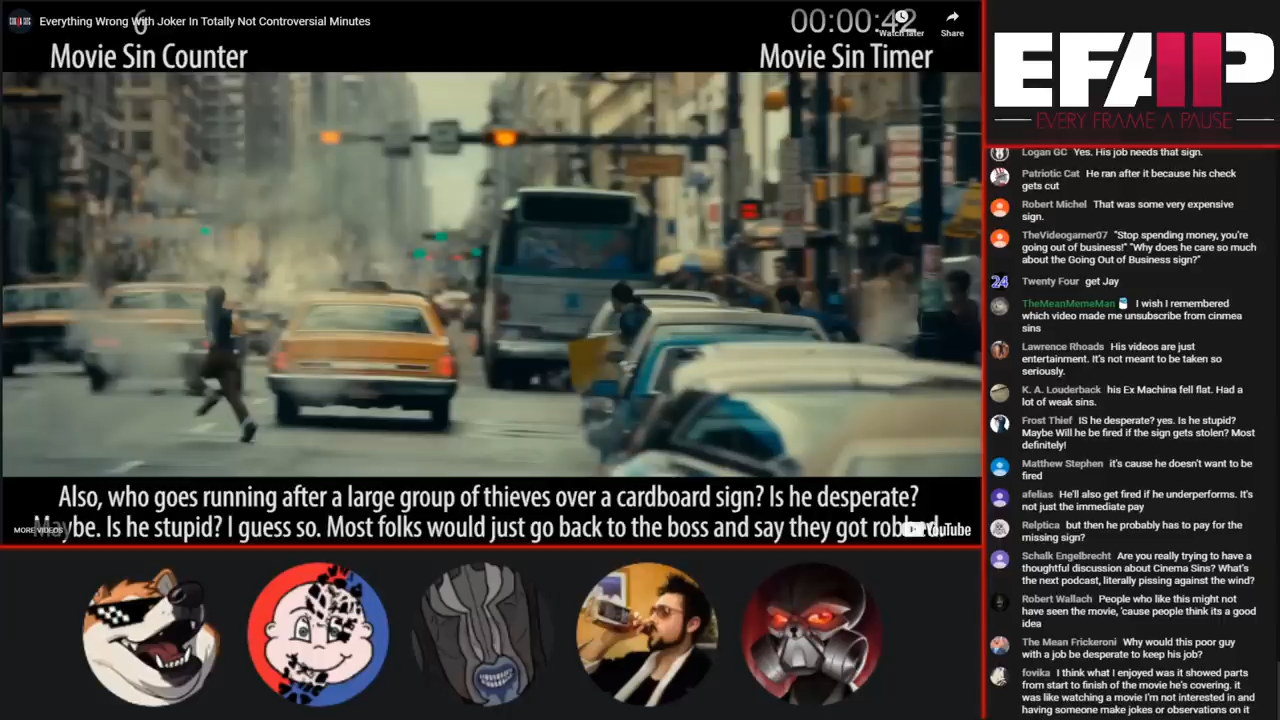 Everything Wrong With Joker In Totally Not Controversial Minutes
6
Movie Sin Counter
00:00:42
Movie Sin Timer
Watch later
Share
Also, who goes running after a large group of thieves over a cardboard sign? Is he desperate?
Maybe. Is he stupid? I guess so. Most folks would just go back to the boss and say they got robbed.
MORE VIDEOS
YouTube
EFAP
EVERY FRAME A PAUSE
Logan GC Yes. His job needs that sign.
Patriotic Cat He ran after it because his check
gets cut
Robert Michel That was some very expensive
sign.
TheVideogamer07 "Stop spending money, you're
going out of business!" "Why does he care so much
about the Going Out of Business sign?"
24
Twenty Four get Jay
TheMeanMemeMan I wish I remembered
which video made me unsubscribe from cinmea
sins
Lawrence Rhoads His videos are just
entertainment. It's not meant to be taken so
seriously.
K. A. Louderback his Ex Machina fell flat. Had a
lot of weak sins.
Frost Thief IS he desperate? yes. Is he stupid?
Maybe Will he be fired if the sign gets stolen? Most
definitely!
Matthew Stephen it's cause he doesn't want to be
fired
afelias He'll also get fired if he underperforms. It's
not just the immediate pay
Relptica but then he probably has to pay for the
missing sign?
Schalk Engelbrecht Are you really trying to have a
thoughtful discussion about Cinema Sins? What's
the next podcast, literally pissing against the wind?
Robert Wallach People who like this might not
have seen the movie, 'cause people think its a good
idea
The Mean Frickeroni Why would this poor guy
with a job be desperate to keep his job?
fovika I think what I enjoyed was it showed parts
from start to finish of the movie he's covering. it
was like watching a movie I'm not interested in and
having someone make jokes or observations on it